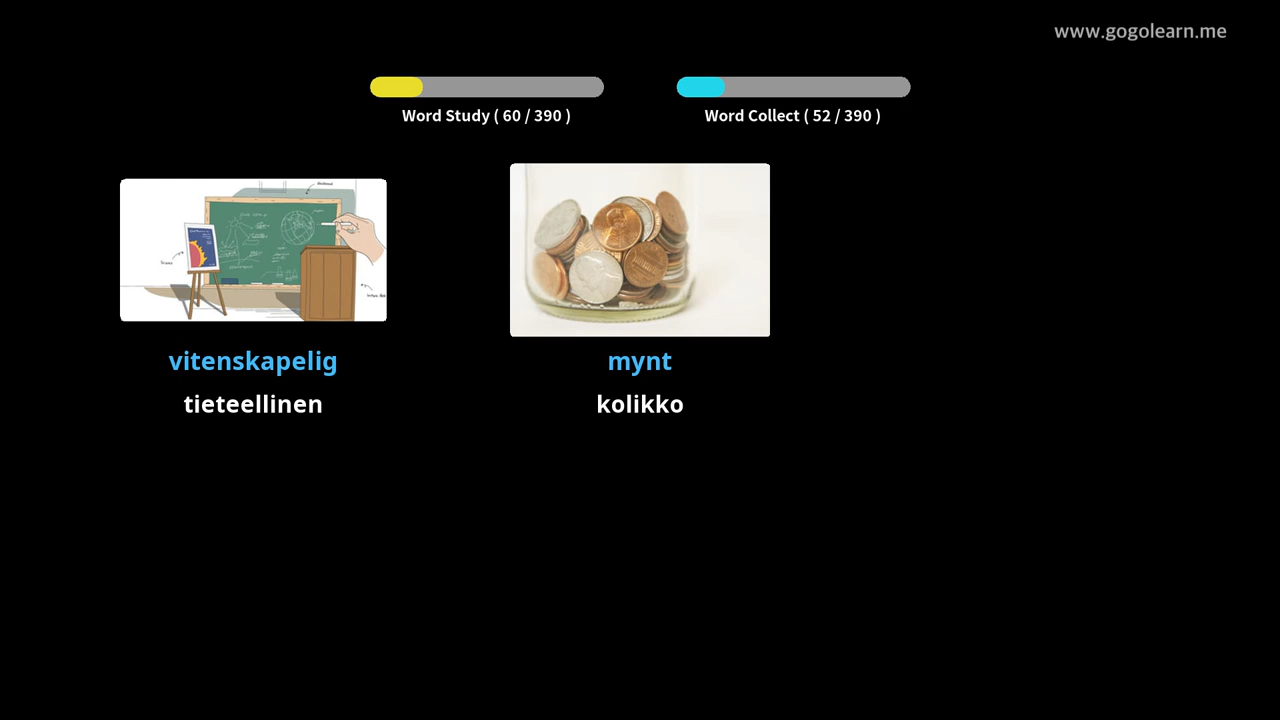 www.gogolearn.me
Word Study ( 60 / 390 )
Word Collect ( 52 / 390 )
vitenskapelig
mynt
tieteellinen
kolikko